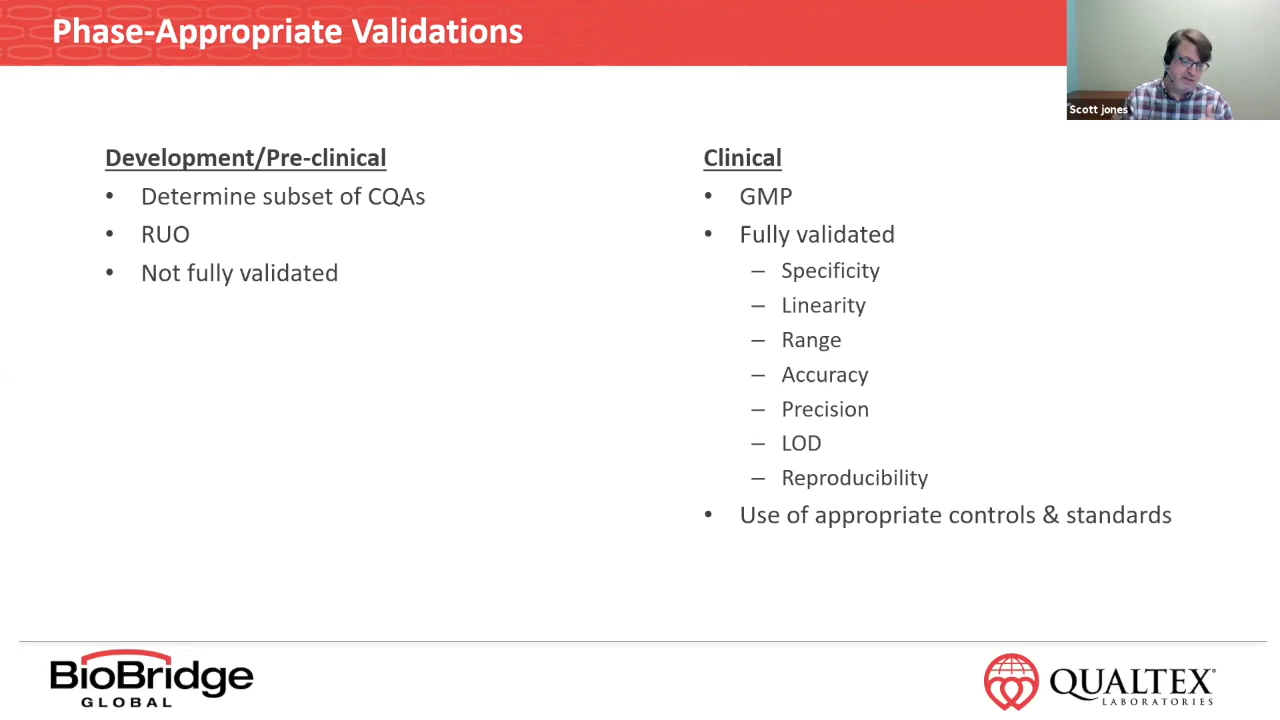 Phase-Appropriate Validations
Scott jones
Development/Pre-clinical
• Determine subset of CQAs
• RUO
• Not fully validated
Clinical
• GMP
• Fully validated
– Specificity
– Linearity
– Range
– Accuracy
– Precision
– LOD
– Reproducibility
• Use of appropriate controls & standards
BioBridge
GLOBAL
QUALTEX
LABORATORIES